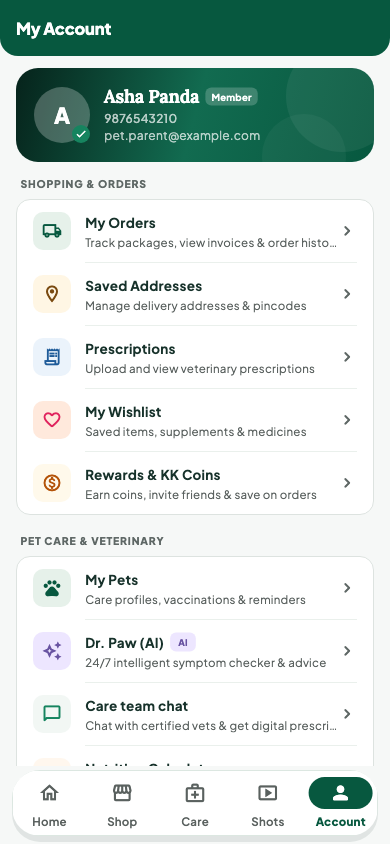 My Account
A
Asha Panda Member
9876543210
pet.parent@example.com
SHOPPING & ORDERS
My Orders
Track packages, view invoices & order histo...
Saved Addresses
Manage delivery addresses & pincodes
Prescriptions
Upload and view veterinary prescriptions
My Wishlist
Saved items, supplements & medicines
Rewards & KK Coins
Earn coins, invite friends & save on orders
PET CARE & VETERINARY
My Pets
Care profiles, vaccinations & reminders
Dr. Paw (AI) AI
24/7 intelligent symptom checker & advice
Care team chat
Chat with certified vets & get digital prescri...
Home Shop Care Shots Account